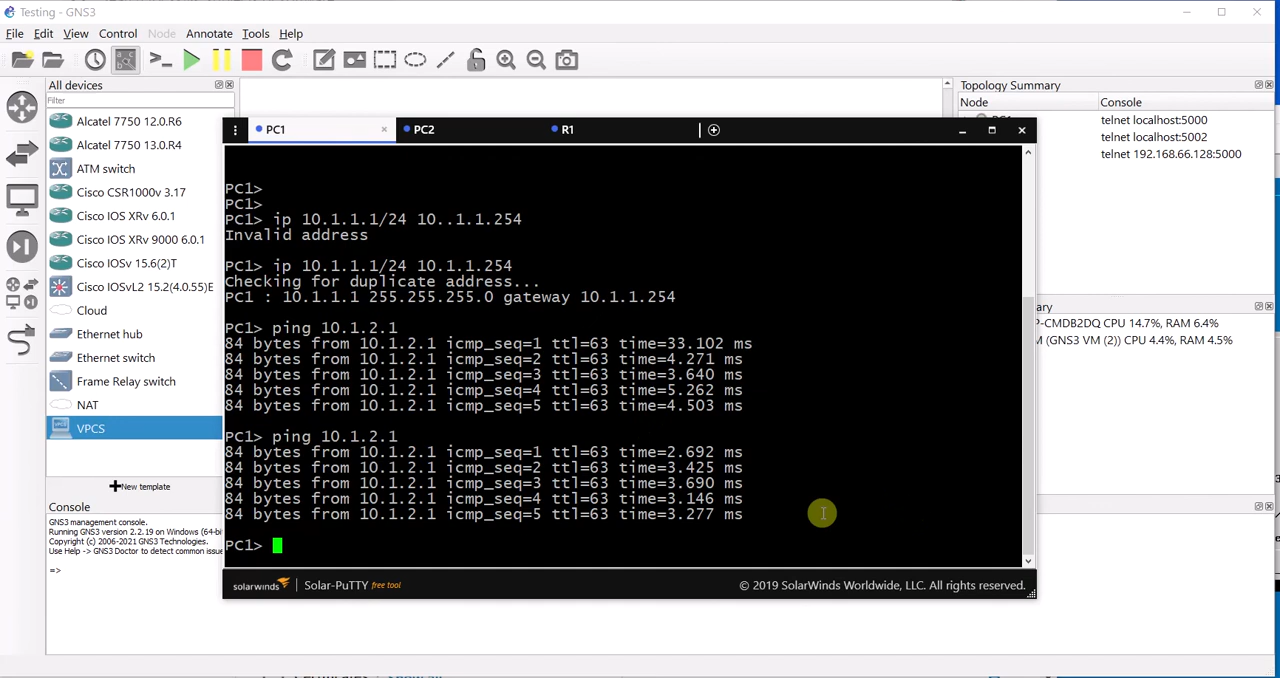 Testing - GNS3
File Edit View Control Node Annotate Tools Help
All devices
Filter
Alcatel 7750 12.0.R6
Alcatel 7750 13.0.R4
ATM switch
Cisco CSR1000v 3.17
Cisco IOS XRv 6.0.1
Cisco IOS XRv 9000 6.0.1
Cisco IOSv 15.6(2)T
Cisco IOSvL2 15.2(4.0.55)E
Cloud
Ethernet hub
Ethernet switch
Frame Relay switch
NAT
VPCS
New template
Console
GNS3 management console.
Running GNS3 version 2.2.19 on Windows (64-bit
Copyright (c) 2006-2021 GNS3 Technologies.
Use Help -> GNS3 Doctor to detect common issue
=>
PC1 PC2 R1
PC1>
PC1>
PC1> ip 10.1.1.1/24 10..1.1.254
Invalid address
PC1> ip 10.1.1.1/24 10.1.1.254
Checking for duplicate address...
PC1 : 10.1.1.1 255.255.255.0 gateway 10.1.1.254
PC1> ping 10.1.2.1
84 bytes from 10.1.2.1 icmp_seq=1 ttl=63 time=33.102 ms
84 bytes from 10.1.2.1 icmp_seq=2 ttl=63 time=4.271 ms
84 bytes from 10.1.2.1 icmp_seq=3 ttl=63 time=3.640 ms
84 bytes from 10.1.2.1 icmp_seq=4 ttl=63 time=5.262 ms
84 bytes from 10.1.2.1 icmp_seq=5 ttl=63 time=4.503 ms
PC1> ping 10.1.2.1
84 bytes from 10.1.2.1 icmp_seq=1 ttl=63 time=2.692 ms
84 bytes from 10.1.2.1 icmp_seq=2 ttl=63 time=3.425 ms
84 bytes from 10.1.2.1 icmp_seq=3 ttl=63 time=3.690 ms
84 bytes from 10.1.2.1 icmp_seq=4 ttl=63 time=3.146 ms
84 bytes from 10.1.2.1 icmp_seq=5 ttl=63 time=3.277 ms
PC1>
solarwinds Solar-PuTTY free tool
© 2019 SolarWinds Worldwide, LLC. All rights reserved.
Topology Summary
Node Console
telnet localhost:5000
telnet localhost:5002
telnet 192.168.66.128:5000
ary
P-CMDB2DQ CPU 14.7%, RAM 6.4%
M (GNS3 VM (2)) CPU 4.4%, RAM 4.5%